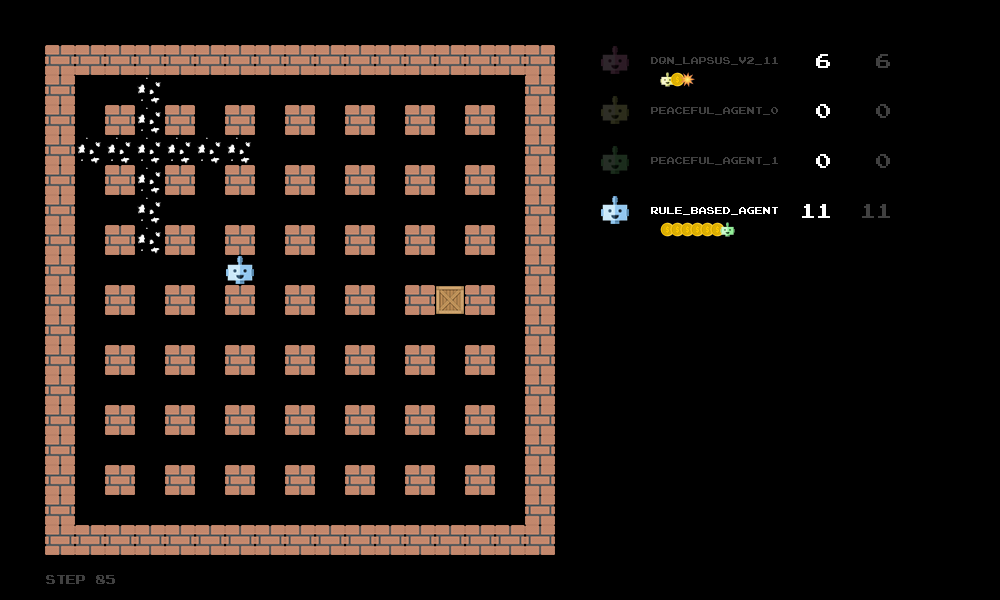 DQN_LAPSUS_V2_11 6 6
PEACEFUL_AGENT_0 0 0
PEACEFUL_AGENT_1 0 0
RULE_BASED_AGENT 11 11
STEP 85